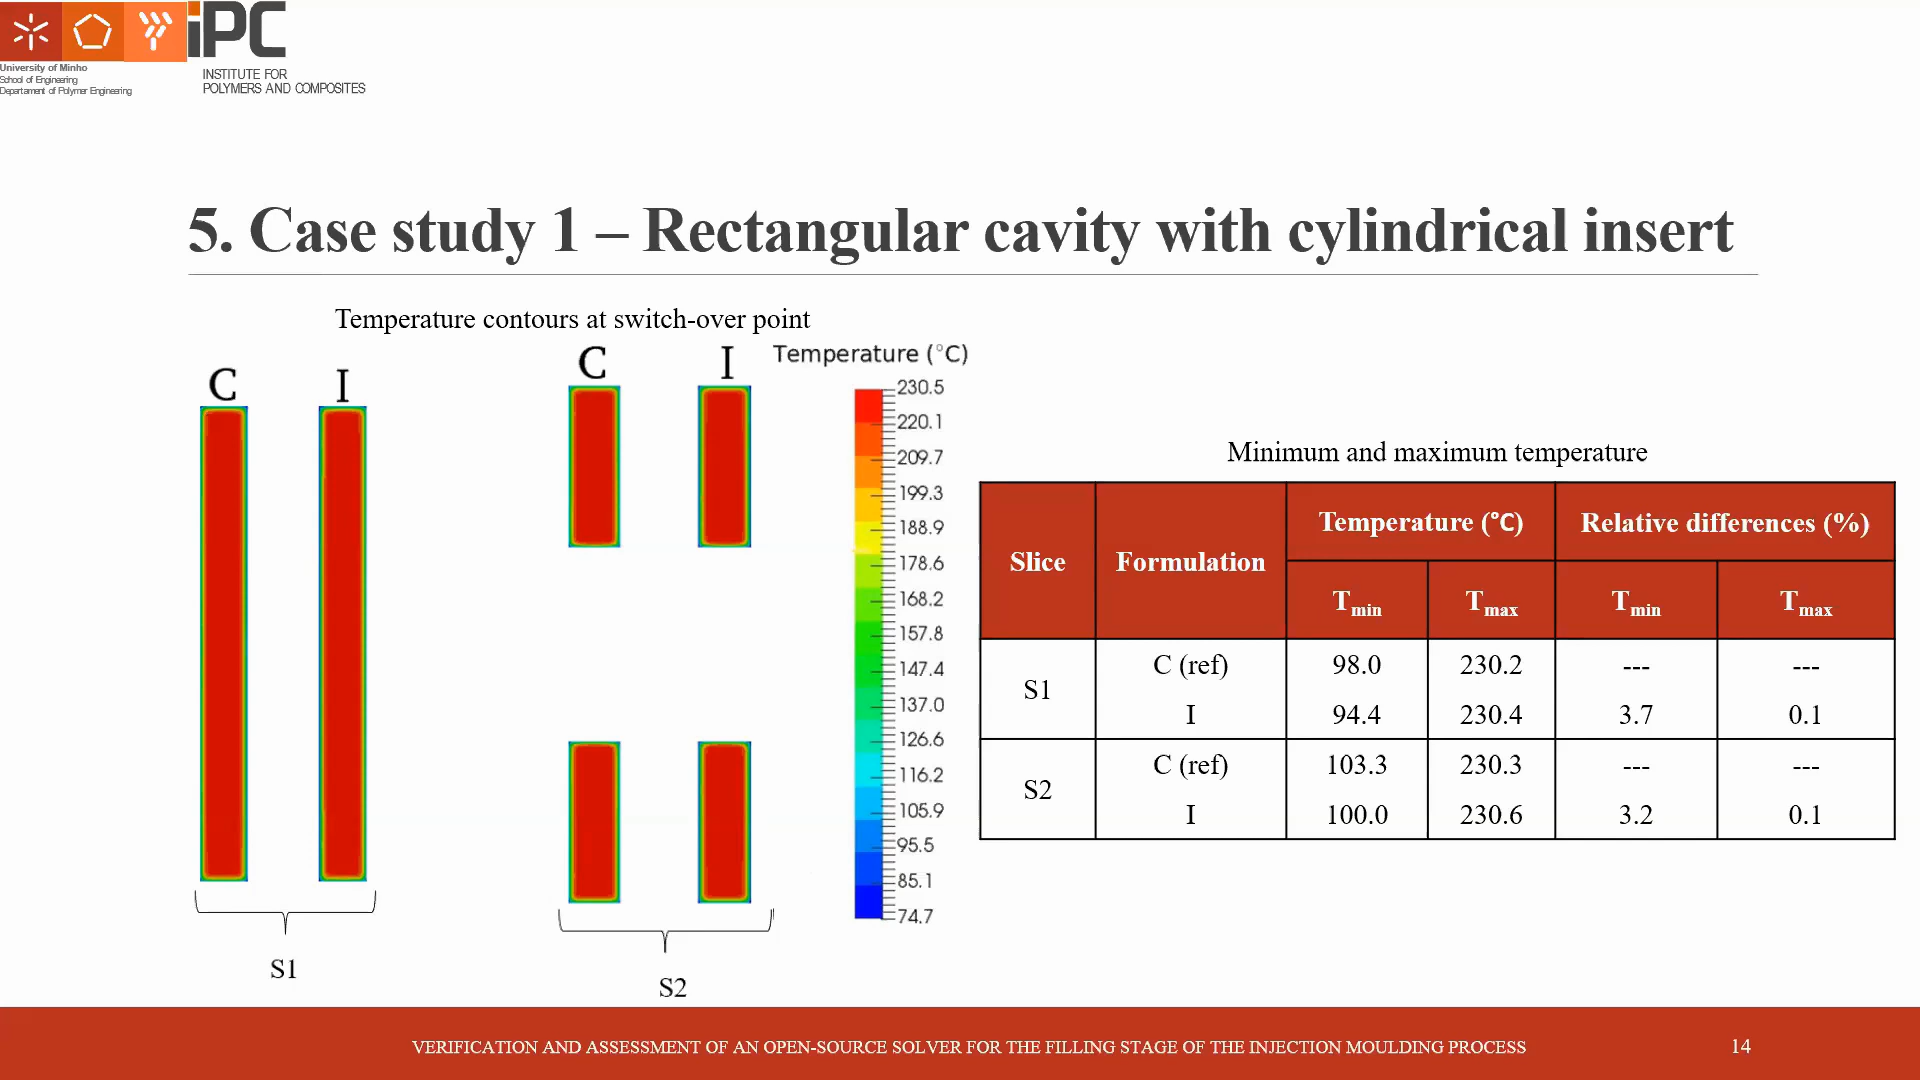 iPC
University of Minho
School of Engineering
Departament of Polymer Engineering
INSTITUTE FOR
POLYMERS AND COMPOSITES
5. Case study 1 – Rectangular cavity with cylindrical insert
Temperature contours at switch-over point
C I
C I
Temperature (°C)
230.5
220.1
209.7
199.3
188.9
178.6
168.2
157.8
147.4
137.0
126.6
116.2
105.9
95.5
85.1
74.7
S1
S2
Minimum and maximum temperature
Slice Formulation Temperature (°C) Relative differences (%)
Tmin Tmax Tmin Tmax
S1 C (ref) 98.0 230.2 --- ---
I 94.4 230.4 3.7 0.1
S2 C (ref) 103.3 230.3 --- ---
I 100.0 230.6 3.2 0.1
VERIFICATION AND ASSESSMENT OF AN OPEN-SOURCE SOLVER FOR THE FILLING STAGE OF THE INJECTION MOULDING PROCESS 14